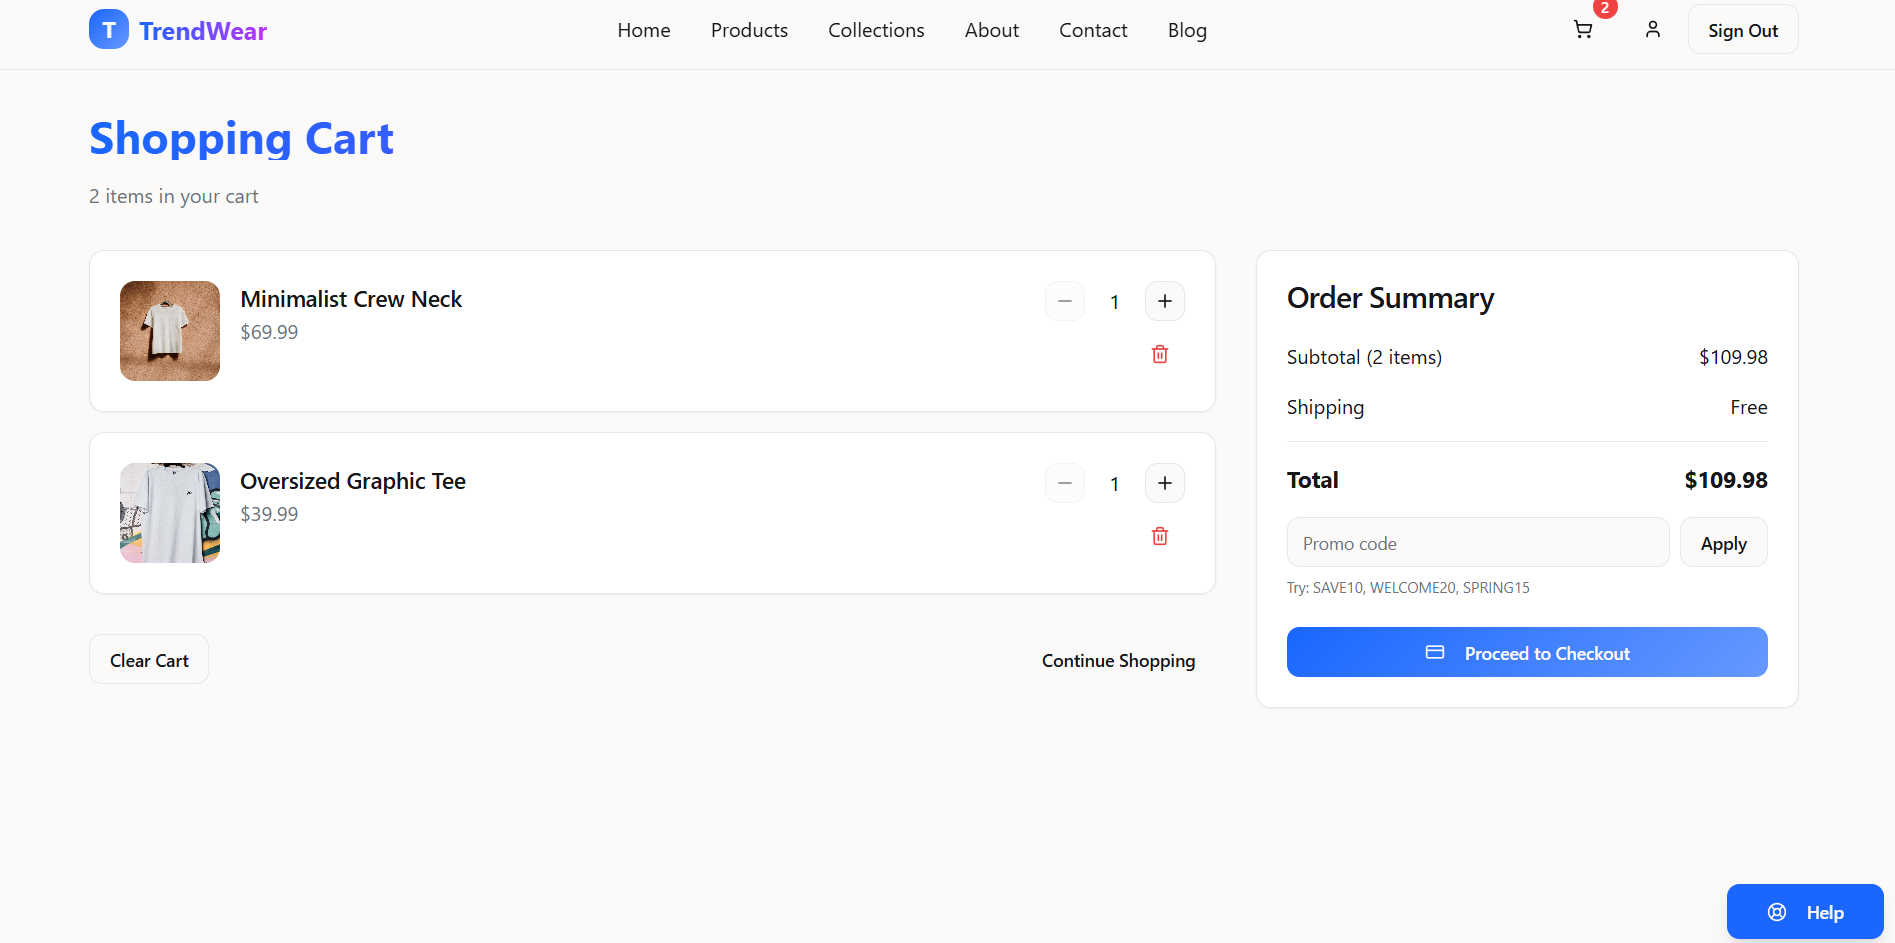 T TrendWear
Home Products Collections About Contact Blog
2
Sign Out
Shopping Cart
2 items in your cart
Minimalist Crew Neck
$69.99
1
Oversized Graphic Tee
$39.99
1
Clear Cart
Continue Shopping
Order Summary
Subtotal (2 items) $109.98
Shipping Free
Total $109.98
Promo code
Apply
Try: SAVE10, WELCOME20, SPRING15
Proceed to Checkout
Help